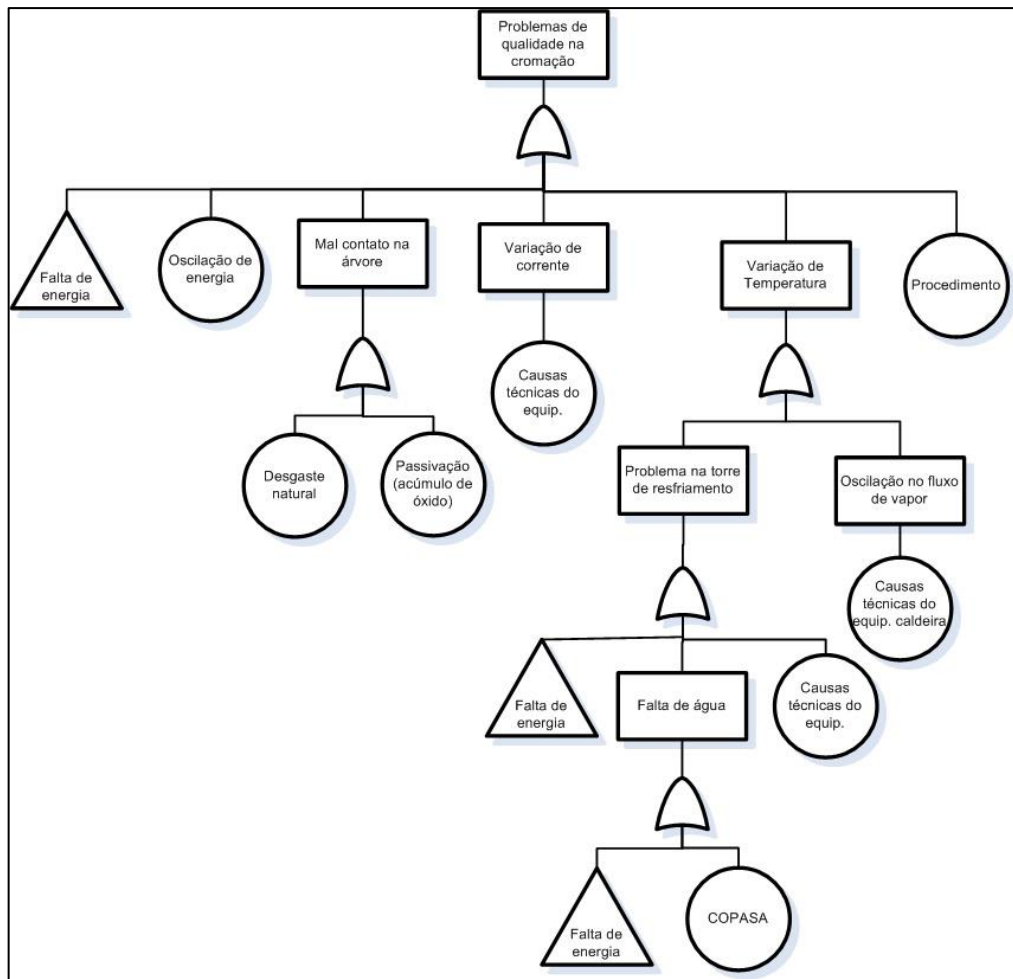 Problemas de
qualidade na
cromação
Falta de
energia
Oscilação de
energia
Mal contato na
árvore
Variação de
corrente
Variação de
Temperatura
Procedimento
Causas
técnicas do
equip.
Desgaste
natural
Passivação
(acúmulo de
óxido)
Problema na torre
de resfriamento
Oscilação no fluxo
de vapor
Causas
técnicas do
equip. caldeira
Falta de
energia
Falta de água
Causas
técnicas do
equip.
Falta de
energia
COPASA